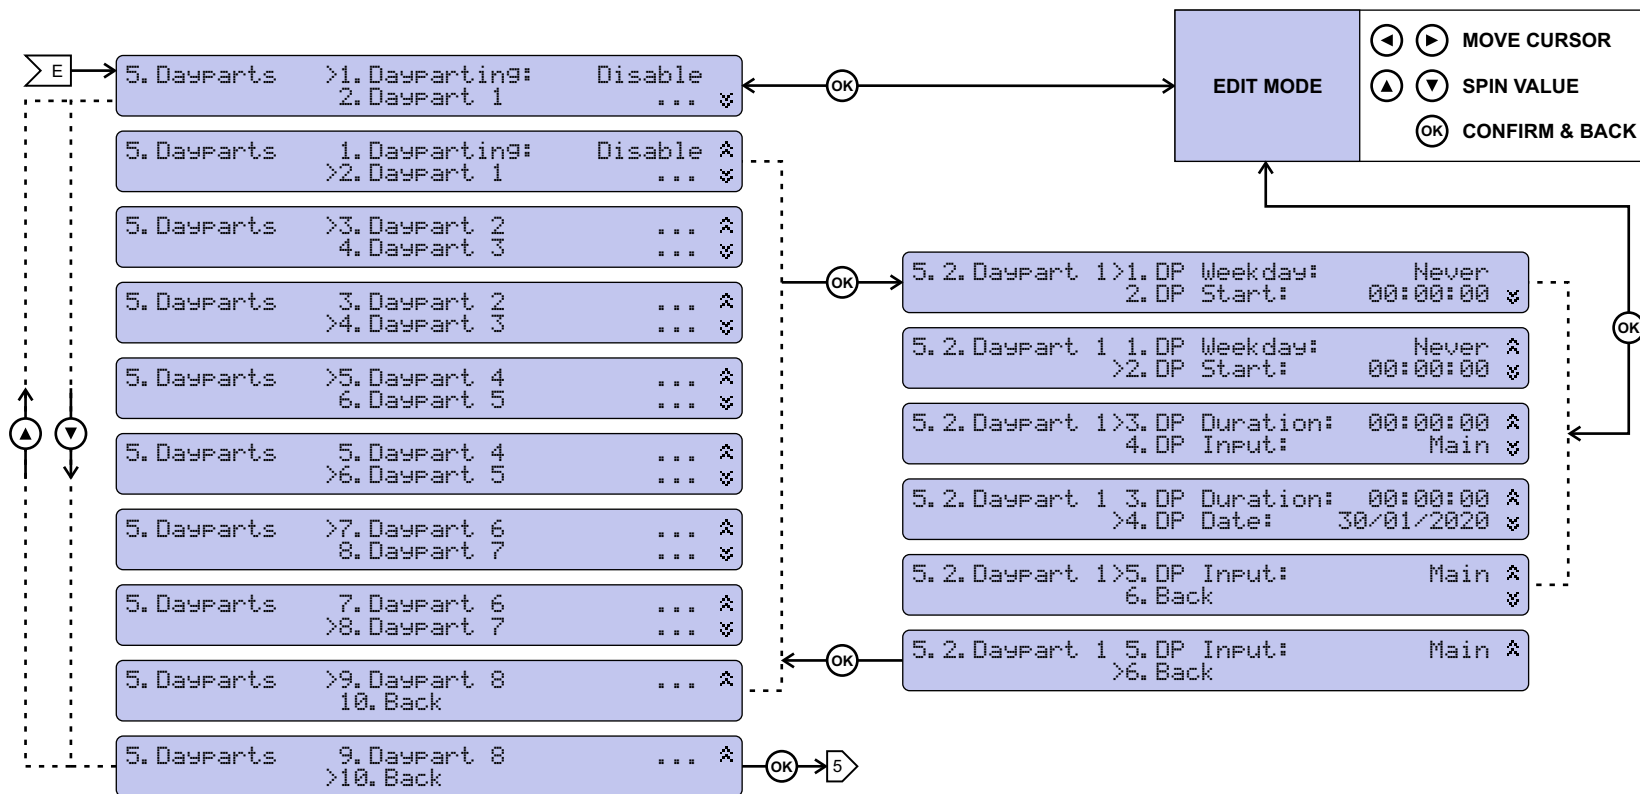 E
5.Dayparts >1.Dayparting: Disable
2.Daypart 1 ...
OK
EDIT MODE
MOVE CURSOR
SPIN VALUE
OK CONFIRM & BACK
5.Dayparts 1.Dayparting: Disable
>2.Daypart 1 ...
5.Dayparts >3.Daypart 2 ...
4.Daypart 3 ...
5.Dayparts 3.Daypart 2 ...
>4.Daypart 3 ...
5.Dayparts >5.Daypart 4 ...
6.Daypart 5 ...
5.Dayparts 5.Daypart 4 ...
>6.Daypart 5 ...
5.Dayparts >7.Daypart 6 ...
8.Daypart 7 ...
5.Dayparts 7.Daypart 6 ...
>8.Daypart 7 ...
5.Dayparts >9.Daypart 8 ...
10.Back
5.Dayparts 9.Daypart 8 ...
>10.Back
OK
5
OK
5.2.Daypart 1>1.DP Weekday: Never
2.DP Start: 00:00:00
5.2.Daypart 1 1.DP Weekday: Never
>2.DP Start: 00:00:00
5.2.Daypart 1>3.DP Duration: 00:00:00
4.DP Input: Main
5.2.Daypart 1 3.DP Duration: 00:00:00
>4.DP Date: 30/01/2020
5.2.Daypart 1>5.DP Input: Main
6.Back
5.2.Daypart 1 5.DP Input: Main
>6.Back
OK
OK